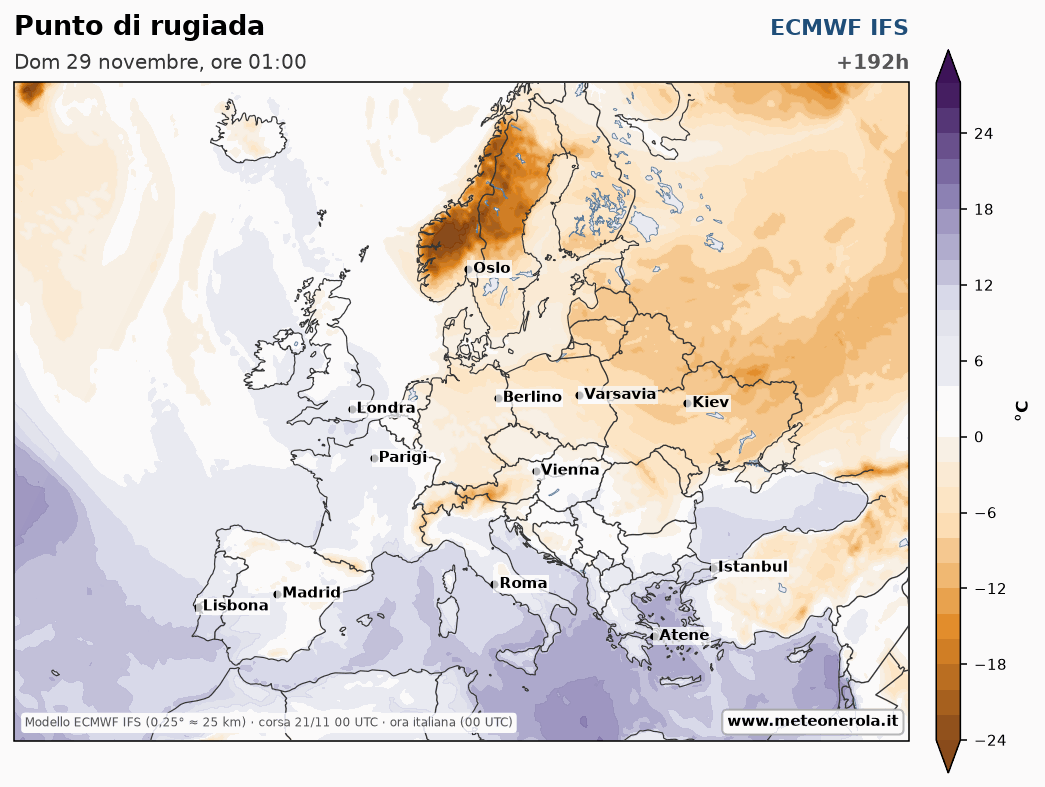 Punto di rugiada
ECMWF IFS
Dom 29 novembre, ore 01:00
+192h
24
18
12
6
0
−6
−12
−18
−24
°C
Oslo
Berlino
Varsavia
Kiev
Londra
Parigi
Vienna
Istanbul
Roma
Madrid
Lisbona
Atene
Modello ECMWF IFS (0,25° ≈ 25 km) · corsa 21/11 00 UTC · ora italiana (00 UTC)
www.meteonerola.it